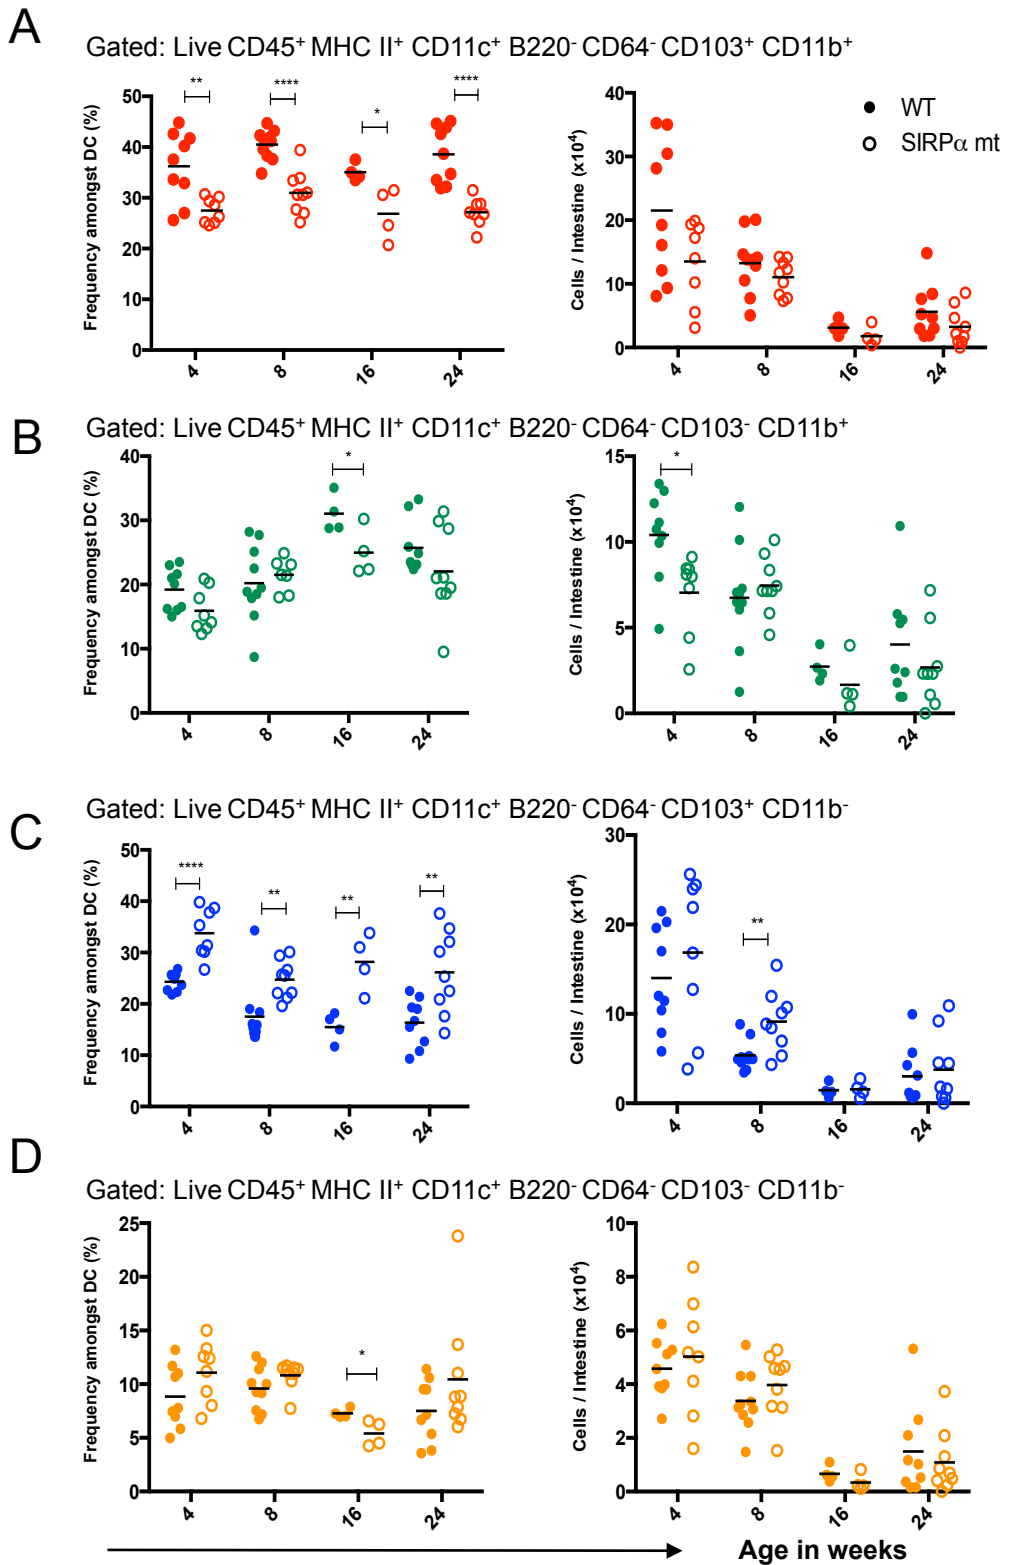 A
Gated: Live CD45⁺ MHC II⁺ CD11c⁺ B220⁻ CD64⁻ CD103⁺ CD11b⁺
Frequency amongst DC (%)
50
40
30
20
10
0
** **** * ****
4 8 16 24
Cells / Intestine (x10⁴)
40
30
20
10
0
4 8 16 24
WT
SIRPα mt
B
Gated: Live CD45⁺ MHC II⁺ CD11c⁺ B220⁻ CD64⁻ CD103⁻ CD11b⁺
Frequency amongst DC (%)
40
30
20
10
0
*
4 8 16 24
Cells / Intestine (x10⁴)
15
10
5
0
*
4 8 16 24
C
Gated: Live CD45⁺ MHC II⁺ CD11c⁺ B220⁻ CD64⁻ CD103⁺ CD11b⁻
Frequency amongst DC (%)
50
40
30
20
10
0
**** ** ** **
4 8 16 24
Cells / Intestine (x10⁴)
30
20
10
0
**
4 8 16 24
D
Gated: Live CD45⁺ MHC II⁺ CD11c⁺ B220⁻ CD64⁻ CD103⁻ CD11b⁻
Frequency amongst DC (%)
25
20
15
10
5
0
*
4 8 16 24
Cells / Intestine (x10⁴)
10
8
6
4
2
0
4 8 16 24
Age in weeks